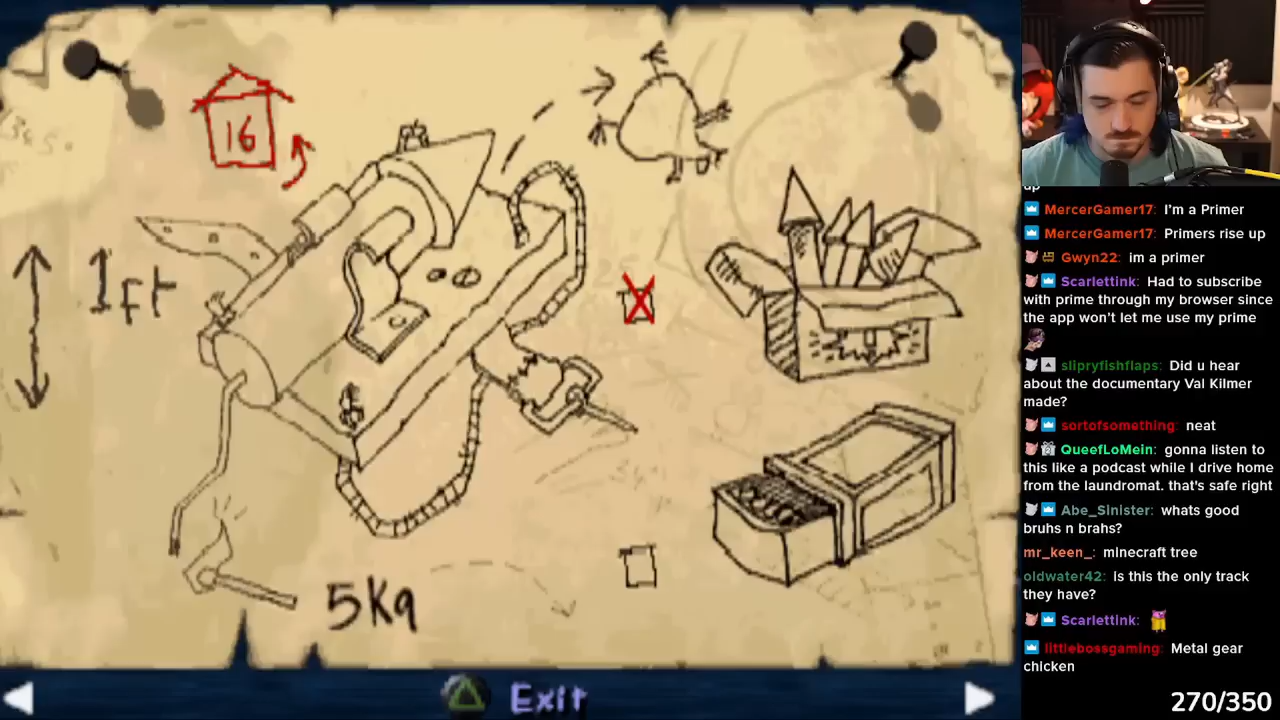 16
1ft
5Kg
Exit
up
MercerGamer17: I'm a Primer
MercerGamer17: Primers rise up
Gwyn22: im a primer
Scarlettink: Had to subscribe
with prime through my browser since
the app won't let me use my prime
slipryfishflaps: Did u hear
about the documentary Val Kilmer
made?
sortofsomething: neat
QueefLoMein: gonna listen to
this like a podcast while I drive home
from the laundromat. that's safe right
Abe_Sinister: whats good
bruhs n brahs?
mr_keen_: minecraft tree
oldwater42: Is this the only track
they have?
Scarlettink:
littlebossgaming: Metal gear
chicken
270/350